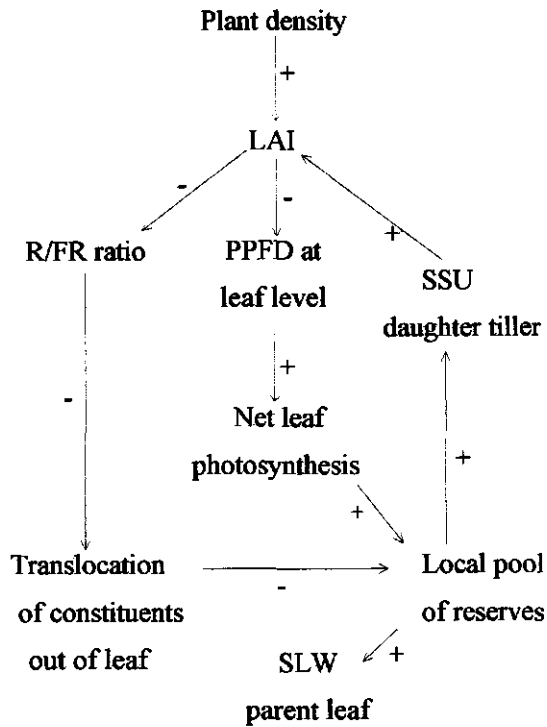 Plant density
+
LAI
-
-
+
R/FR ratio
PPFD at
leaf level
SSU
daughter tiller
-
+
+
Net leaf
photosynthesis
+
Translocation
of constituents
out of leaf
-
Local pool
of reserves
+
SLW
parent leaf